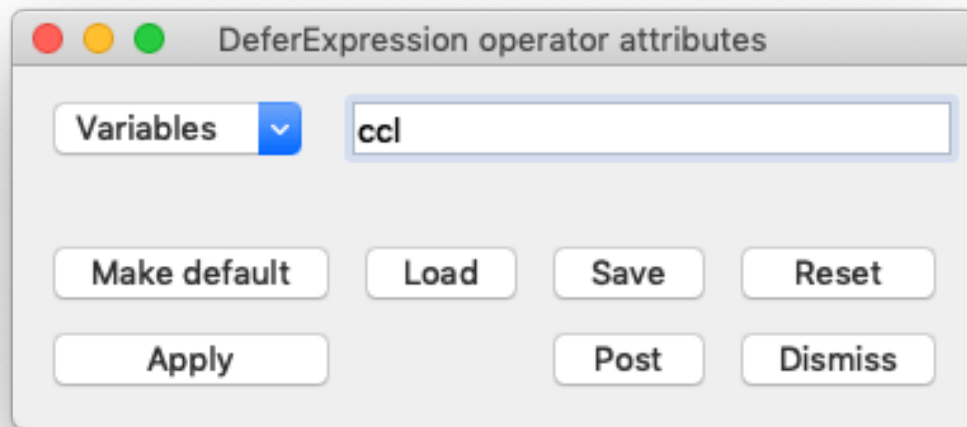 DeferExpression operator attributes
Variables ccl
Make default Load Save Reset
Apply Post Dismiss